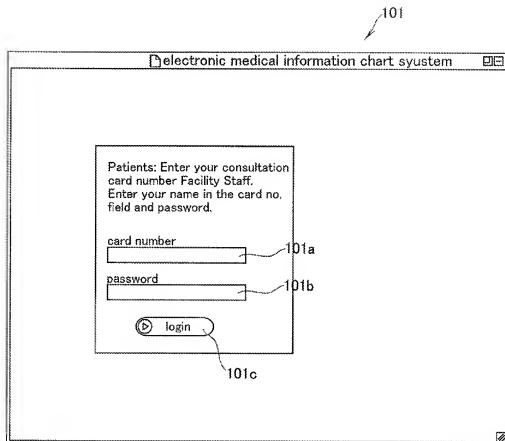 101
electronic medical information chart syustem
Patients: Enter your consultation
card number Facility Staff.
Enter your name in the card no.
field and password.
card number
101a
password
101b
login
101c